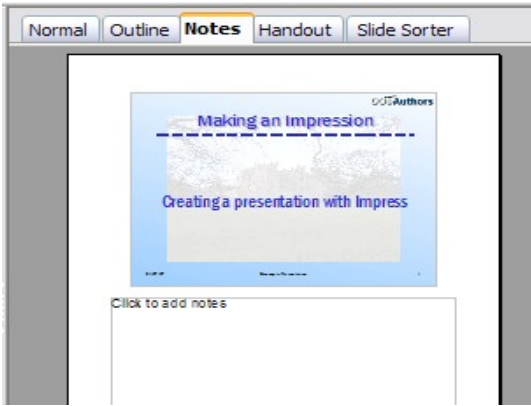 Normal Outline Notes Handout Slide Sorter
Authors
Making an Impression
Creating a presentation with Impress
Click to add notes